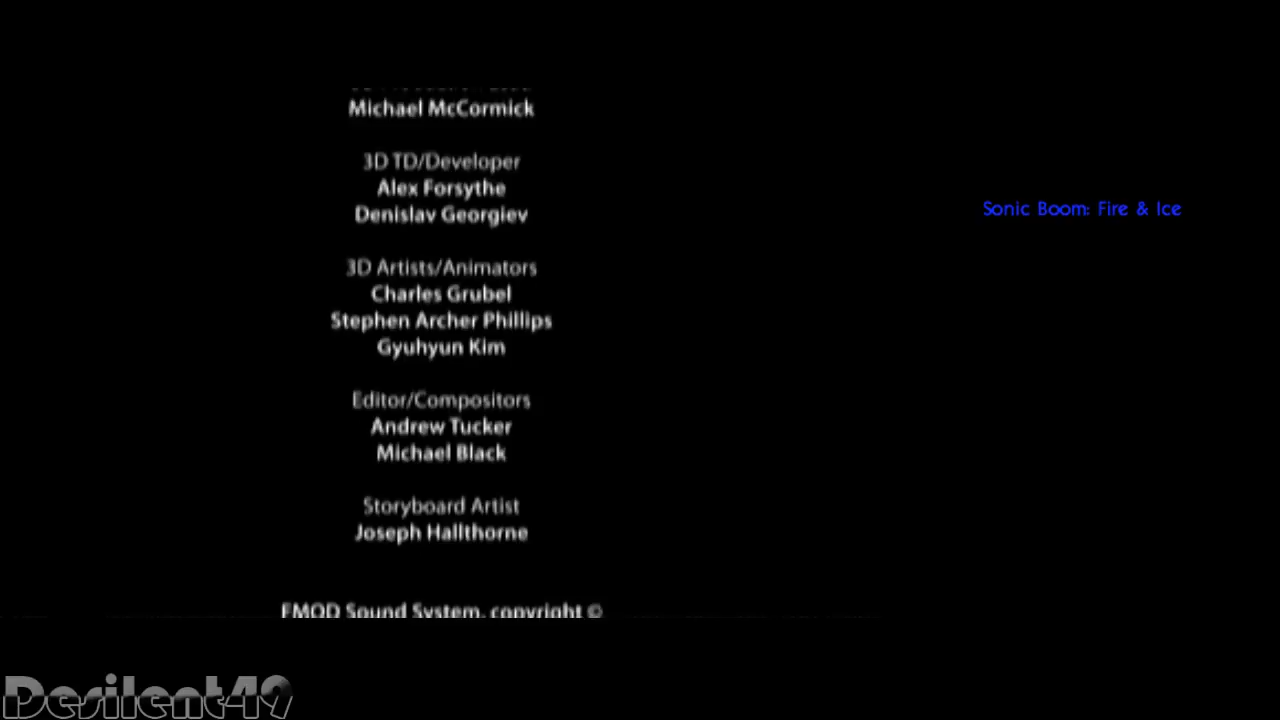 Michael McCormick
3D TD/Developer
Alex Forsythe
Denislav Georgiev
3D Artists/Animators
Charles Grubel
Stephen Archer Phillips
Gyuhyun Kim
Editor/Compositors
Andrew Tucker
Michael Black
Storyboard Artist
Joseph Hallthorne
FMOD Sound System, copyright ©
Sonic Boom: Fire & Ice
Desilent49